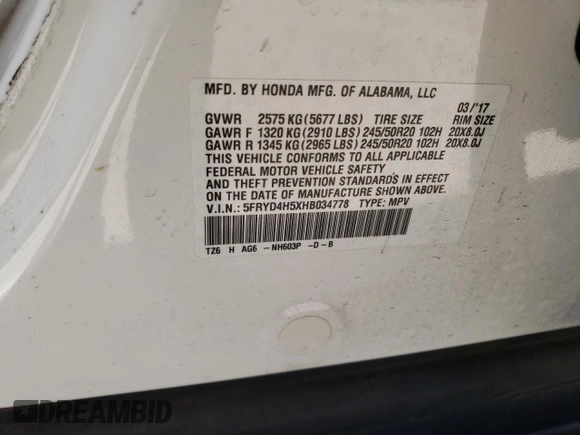 MFD. BY HONDA MFG. OF ALABAMA, LLC
03/'17
GVWR 2575 KG (5677 LBS) TIRE SIZE RIM SIZE
GAWR F 1320 KG (2910 LBS) 245/50R20 102H 20X8.0J
GAWR R 1345 KG (2965 LBS) 245/50R20 102H 20X8.0J
THIS VEHICLE CONFORMS TO ALL APPLICABLE
FEDERAL MOTOR VEHICLE SAFETY
AND THEFT PREVENTION STANDARDS IN EFFECT
ON THE DATE OF MANUFACTURE SHOWN ABOVE.
V.I.N.: 5FRYD4H5XHB034778 TYPE: MPV
TZ6 H AG6 -NH603P -D-B
DREAMBID